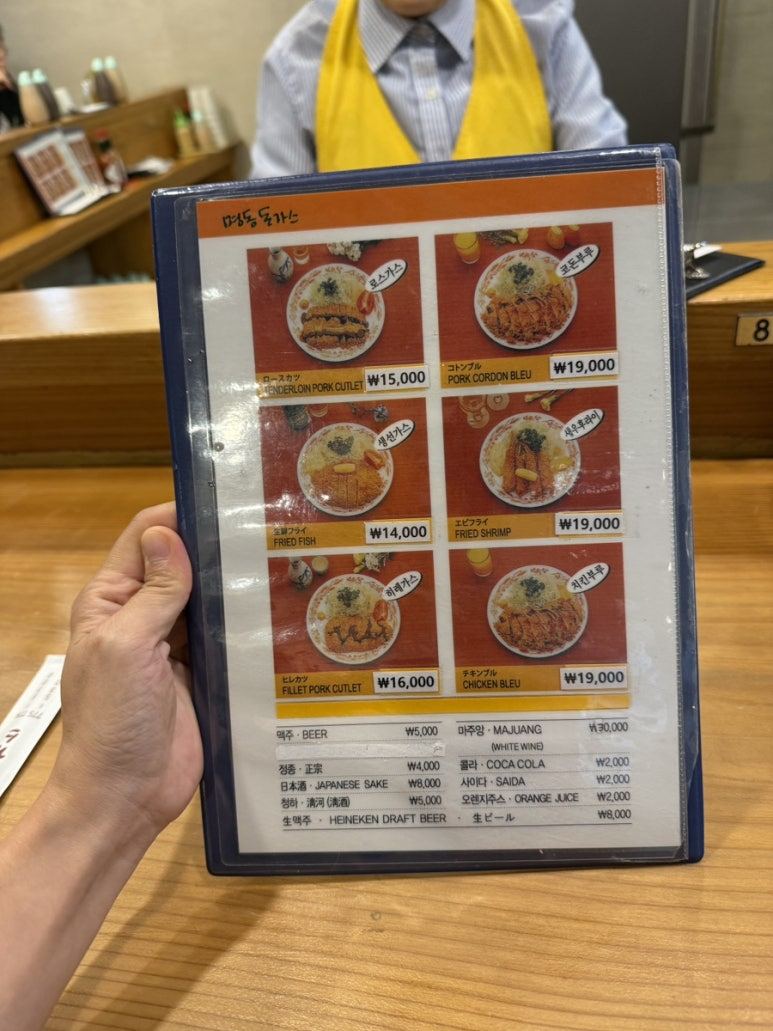 명동돈가스
로스가스
ロースカツ
TENDERLOIN PORK CUTLET ₩15,000
코돈부루
コトンブル
PORK CORDON BLEU ₩19,000
생선가스
生鮮フライ
FRIED FISH ₩14,000
새우후라이
エビフライ
FRIED SHRIMP ₩19,000
히레가스
ヒレカツ
FILLET PORK CUTLET ₩16,000
치킨부루
チキンブル
CHICKEN BLEU ₩19,000
맥주 · BEER ₩5,000
정종 · 正宗 ₩4,000
日本酒 · JAPANESE SAKE ₩8,000
청하 · 淸河 (淸酒) ₩5,000
마주앙 · MAJUANG ₩30,000
(WHITE WINE)
콜라 · COCA COLA ₩2,000
사이다 · SAIDA ₩2,000
오렌지주스 · ORANGE JUICE ₩2,000
生맥주 · HEINEKEN DRAFT BEER · 生ビール ₩8,000
8